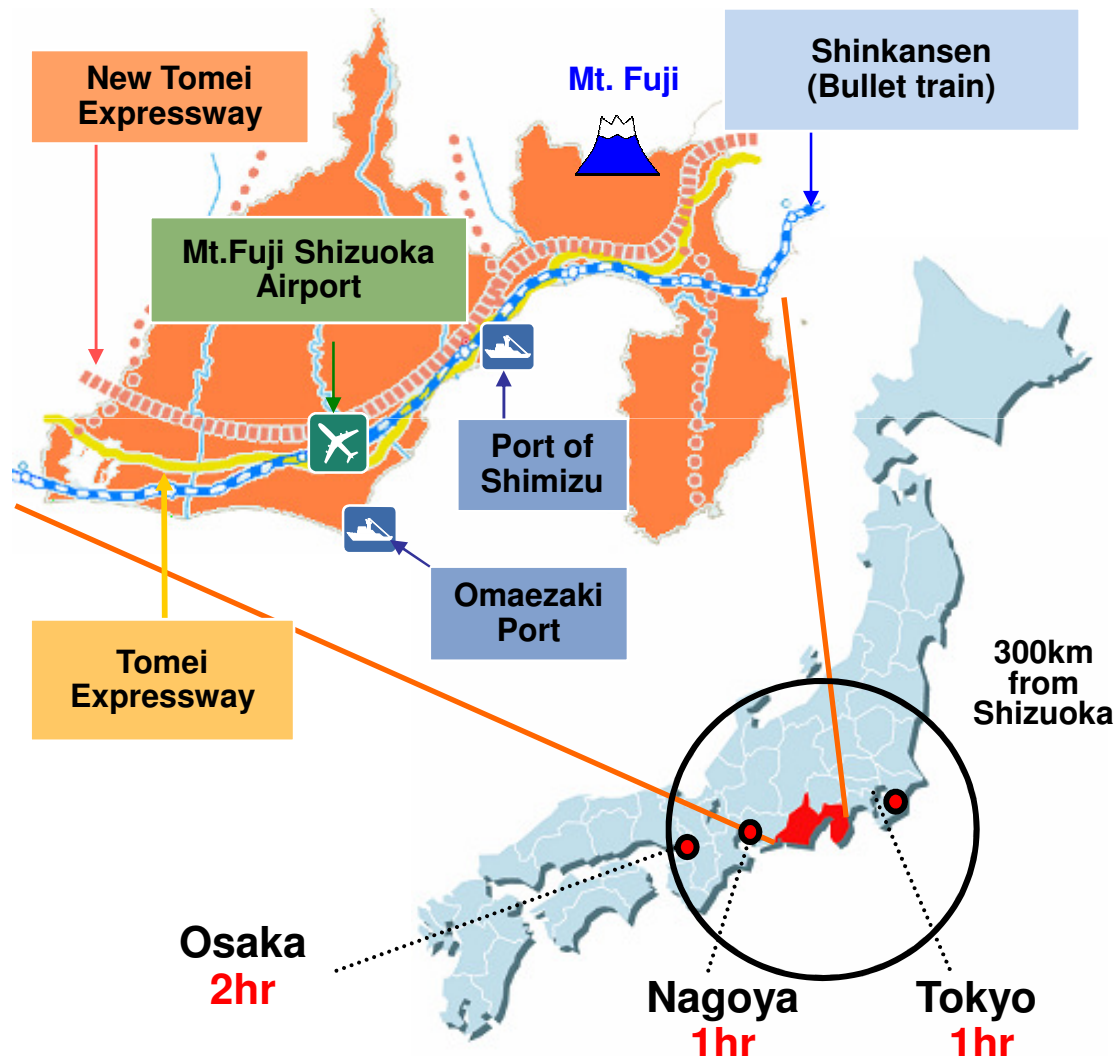 New Tomei
Expressway
Mt. Fuji
Shinkansen
(Bullet train)
Mt.Fuji Shizuoka
Airport
Port of
Shimizu
Omaezaki
Port
Tomei
Expressway
300km
from
Shizuoka
Osaka
2hr
Nagoya
1hr
Tokyo
1hr